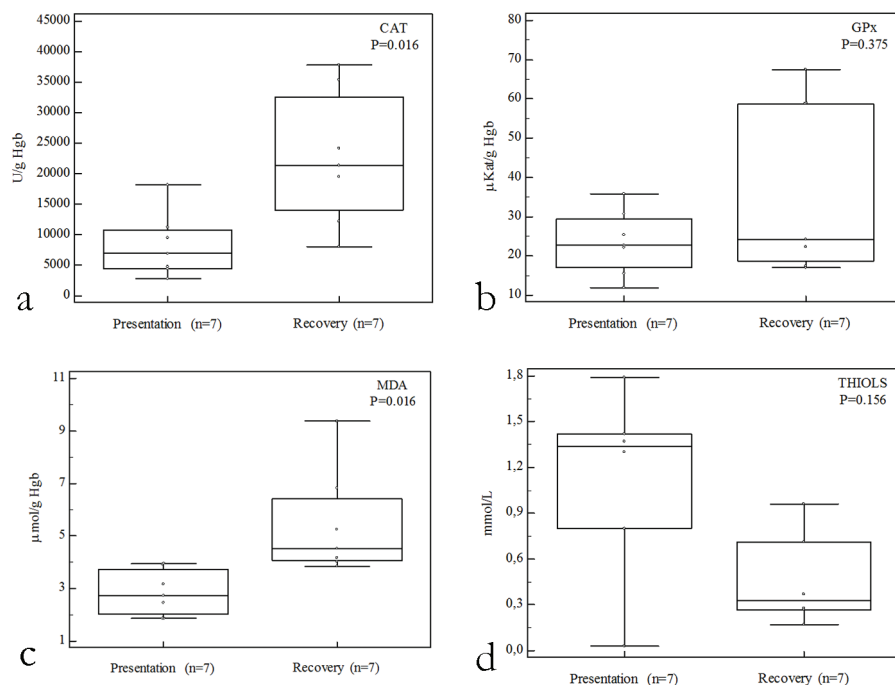 CAT
P=0.016
45000
40000
35000
30000
25000
20000
15000
10000
5000
0
U/g Hgb
Presentation (n=7)
Recovery (n=7)
a
GPx
P=0.375
80
70
60
50
40
30
20
10
μKat/g Hgb
Presentation (n=7)
Recovery (n=7)
b
MDA
P=0.016
11
9
7
5
3
1
μmol/g Hgb
Presentation (n=7)
Recovery (n=7)
c
THIOLS
P=0.156
1,8
1,5
1,2
0,9
0,6
0,3
0,0
mmol/L
Presentation (n=7)
Recovery (n=7)
d